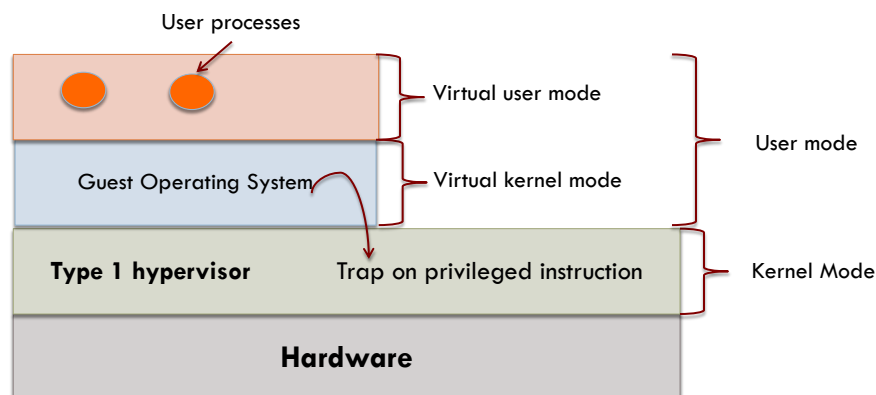 User processes
Virtual user mode
User mode
Guest Operating System
Virtual kernel mode
Type 1 hypervisor
Trap on privileged instruction
Kernel Mode
Hardware